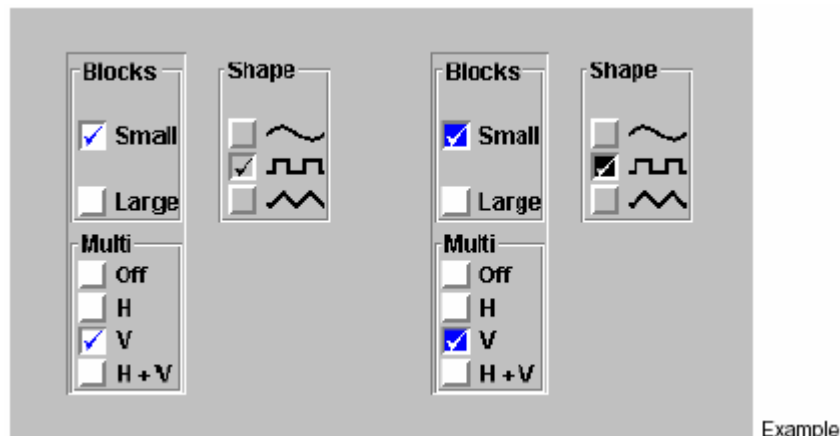 Blocks
Small
Large
Multi
Off
H
V
H + V
Shape
Blocks
Small
Large
Multi
Off
H
V
H + V
Shape
Example